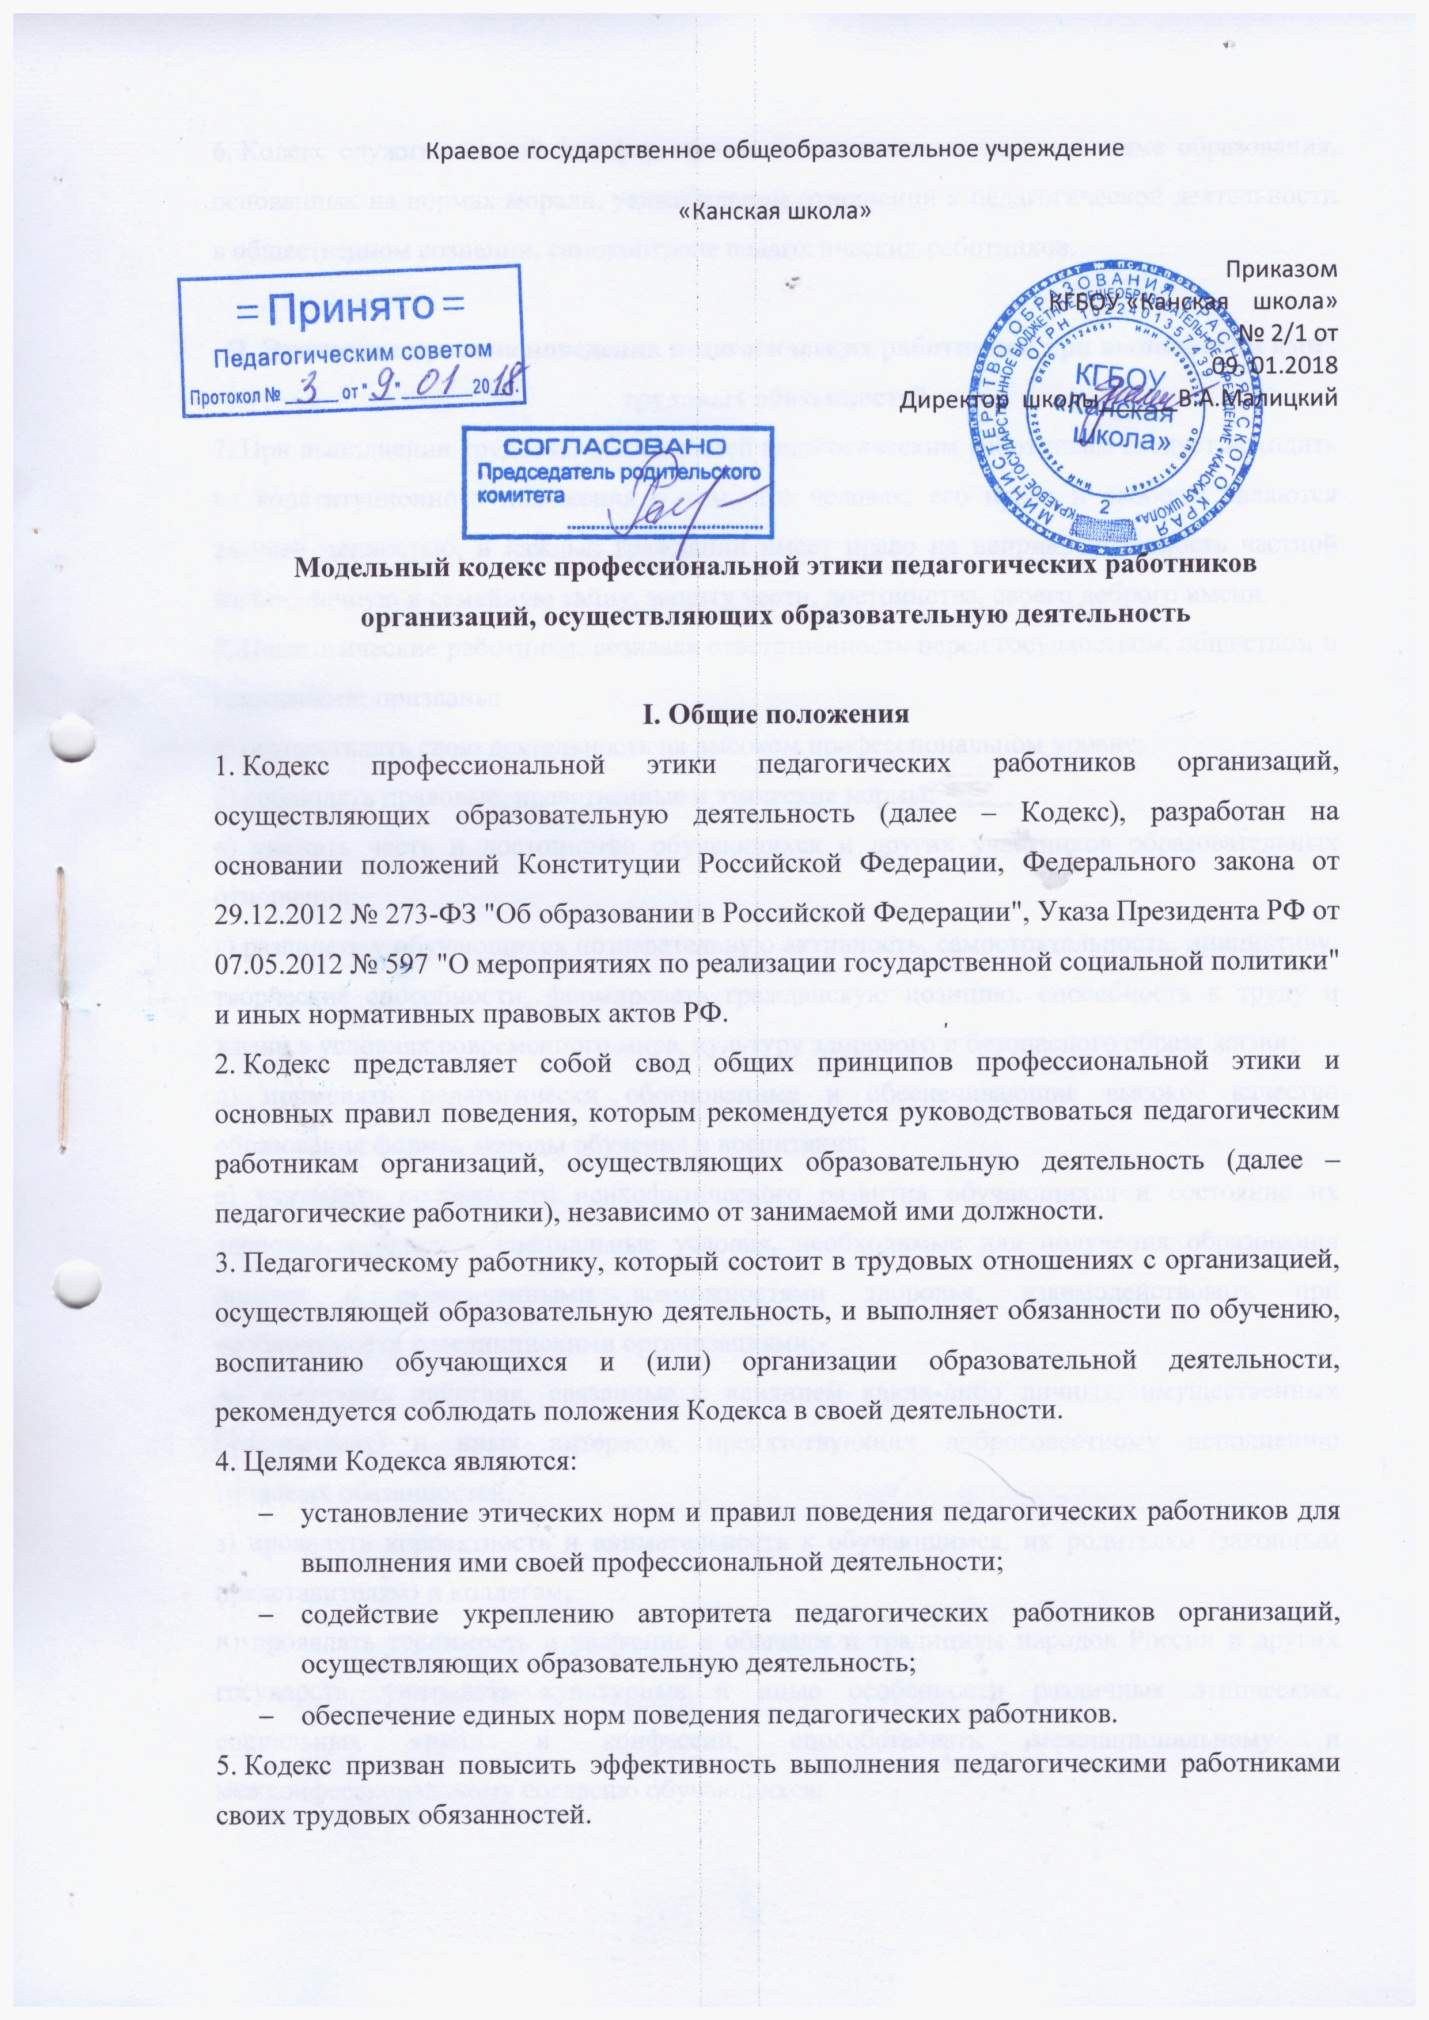 Краевое государственное общеобразовательное учреждение
«Канская школа»
Приказом
КГБОУ «Канская школа»
№ 2/1 от
09. 01.2018
Директор школы В.А.Малицкий
= Принято =
Педагогическим советом
Протокол № 3 от "9" 01 2018.
СОГЛАСОВАНО
Председатель родительского
комитета
МИНИСТЕРСТВО ОБРАЗОВАНИЯ КРАСНОЯРСКОГО КРАЯ
КГБОУ
«Канская
школа»
2
Модельный кодекс профессиональной этики педагогических работников
организаций, осуществляющих образовательную деятельность
I. Общие положения
1. Кодекс профессиональной этики педагогических работников организаций,
осуществляющих образовательную деятельность (далее – Кодекс), разработан на
основании положений Конституции Российской Федерации, Федерального закона от
29.12.2012 № 273-ФЗ "Об образовании в Российской Федерации", Указа Президента РФ от
07.05.2012 № 597 "О мероприятиях по реализации государственной социальной политики"
и иных нормативных правовых актов РФ.
2. Кодекс представляет собой свод общих принципов профессиональной этики и
основных правил поведения, которым рекомендуется руководствоваться педагогическим
работникам организаций, осуществляющих образовательную деятельность (далее –
педагогические работники), независимо от занимаемой ими должности.
3. Педагогическому работнику, который состоит в трудовых отношениях с организацией,
осуществляющей образовательную деятельность, и выполняет обязанности по обучению,
воспитанию обучающихся и (или) организации образовательной деятельности,
рекомендуется соблюдать положения Кодекса в своей деятельности.
4. Целями Кодекса являются:
– установление этических норм и правил поведения педагогических работников для
выполнения ими своей профессиональной деятельности;
– содействие укреплению авторитета педагогических работников организаций,
осуществляющих образовательную деятельность;
– обеспечение единых норм поведения педагогических работников.
5. Кодекс призван повысить эффективность выполнения педагогическими работниками
своих трудовых обязанностей.